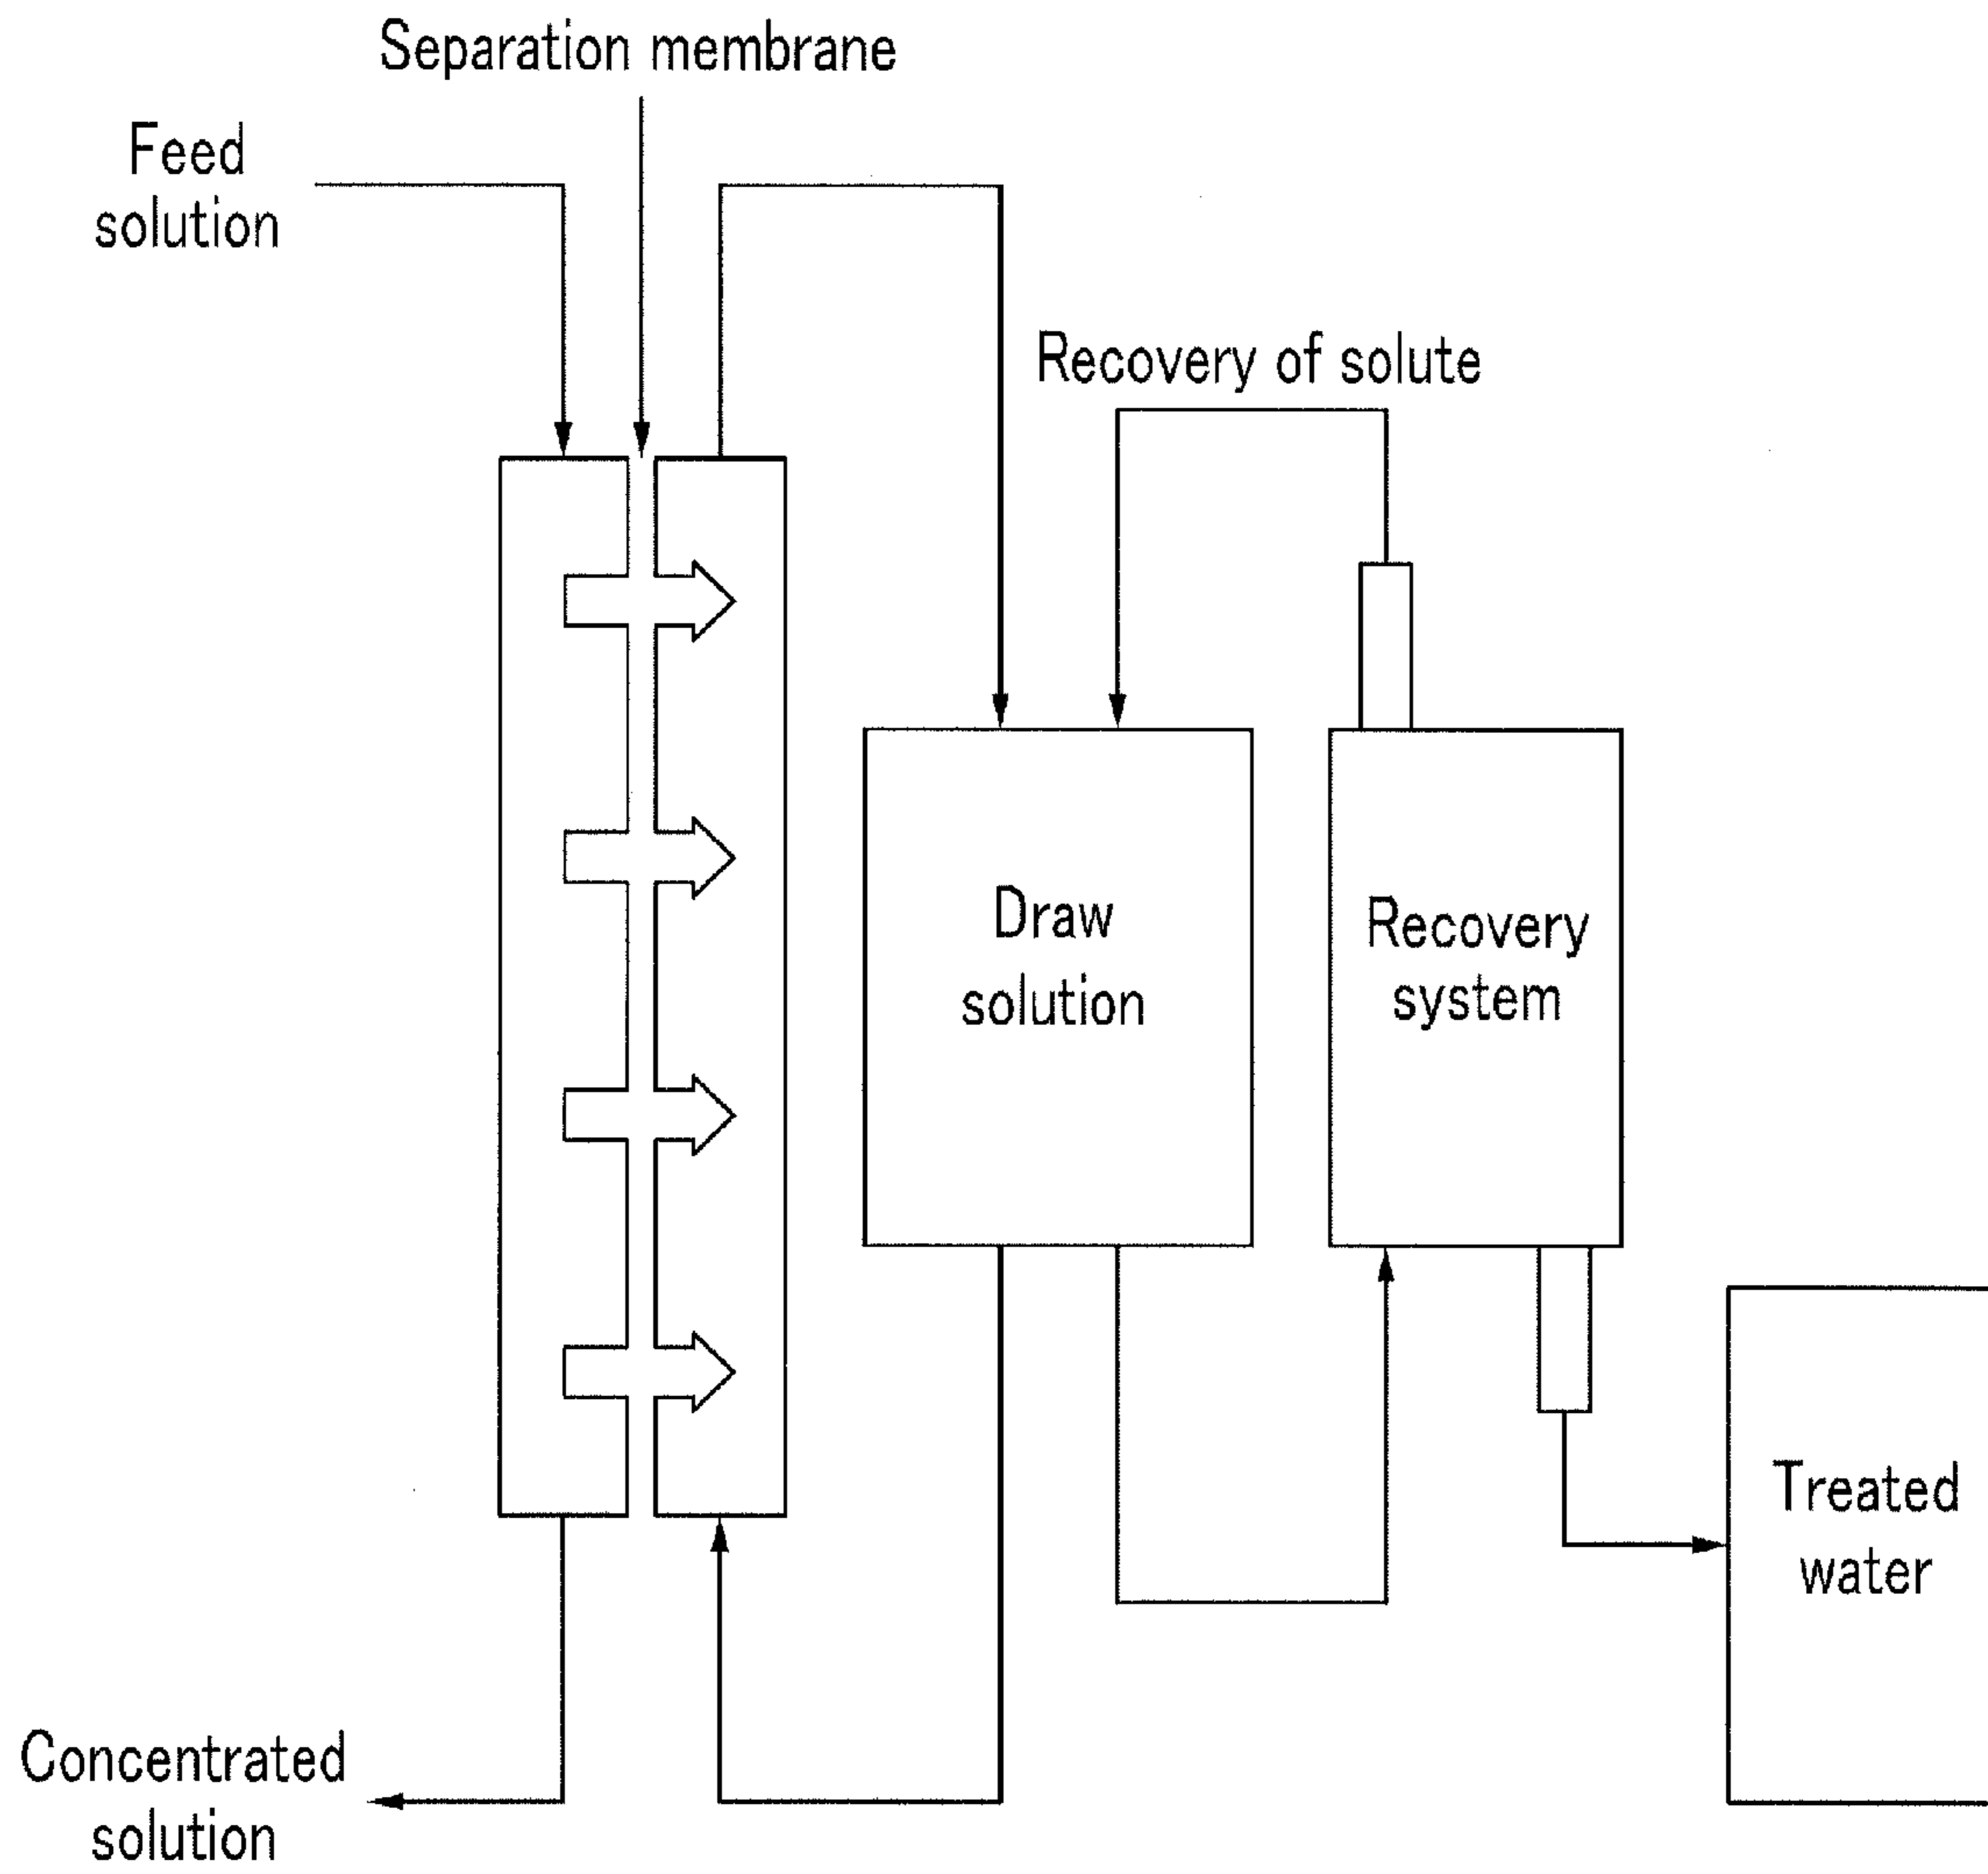 Separation membrane
Feed
solution
Recovery of solute
Draw
solution
Recovery
system
Treated
water
Concentrated
solution